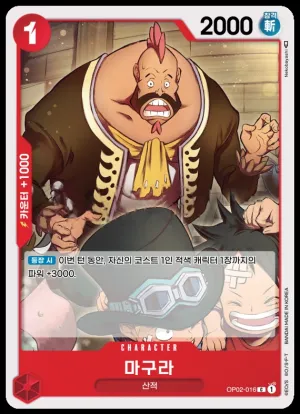 1
2000
참격
斬
카운터 +1000
등장 시 이번 턴 동안, 자신의 코스트 1인 적색 캐릭터 1장까지의
파워 +3000.
CHARACTER
마구라
산적
OP02-016 C 1
BANDAI MADE IN KOREA